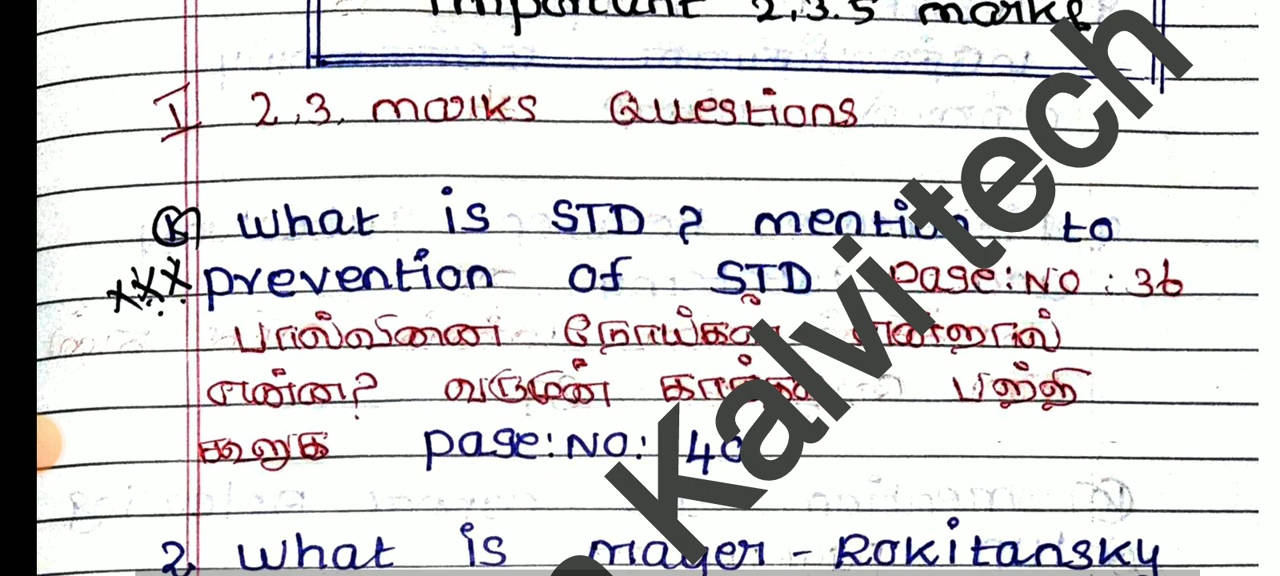 Important 2.3.5 marks
I 2.3. marks Questions
① What is STD? mention to
prevention of STD page: NO: 36
பால்வினை நோய்கள் என்றால்
என்ன? வருமுன் காக்க பற்றி
கூறுக page: NO: 40
2. What is mayer - Rokitansky
Kalvitech